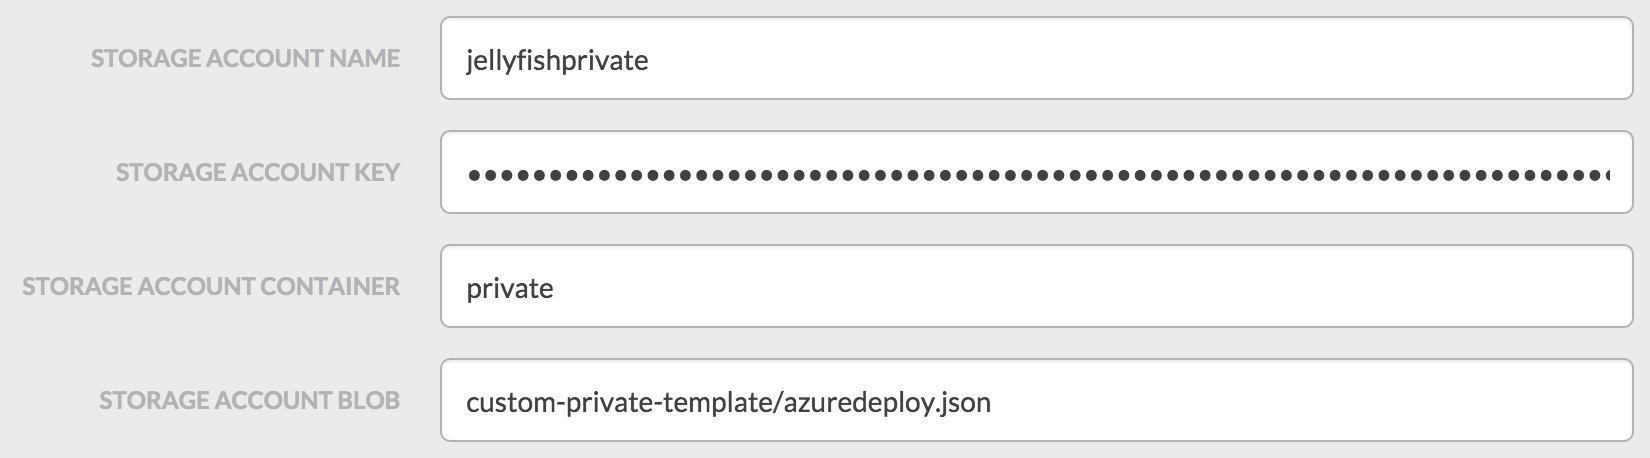 STORAGE ACCOUNT NAME jellyfishprivate
STORAGE ACCOUNT KEY
STORAGE ACCOUNT CONTAINER private
STORAGE ACCOUNT BLOB custom-private-template/azuredeploy.json